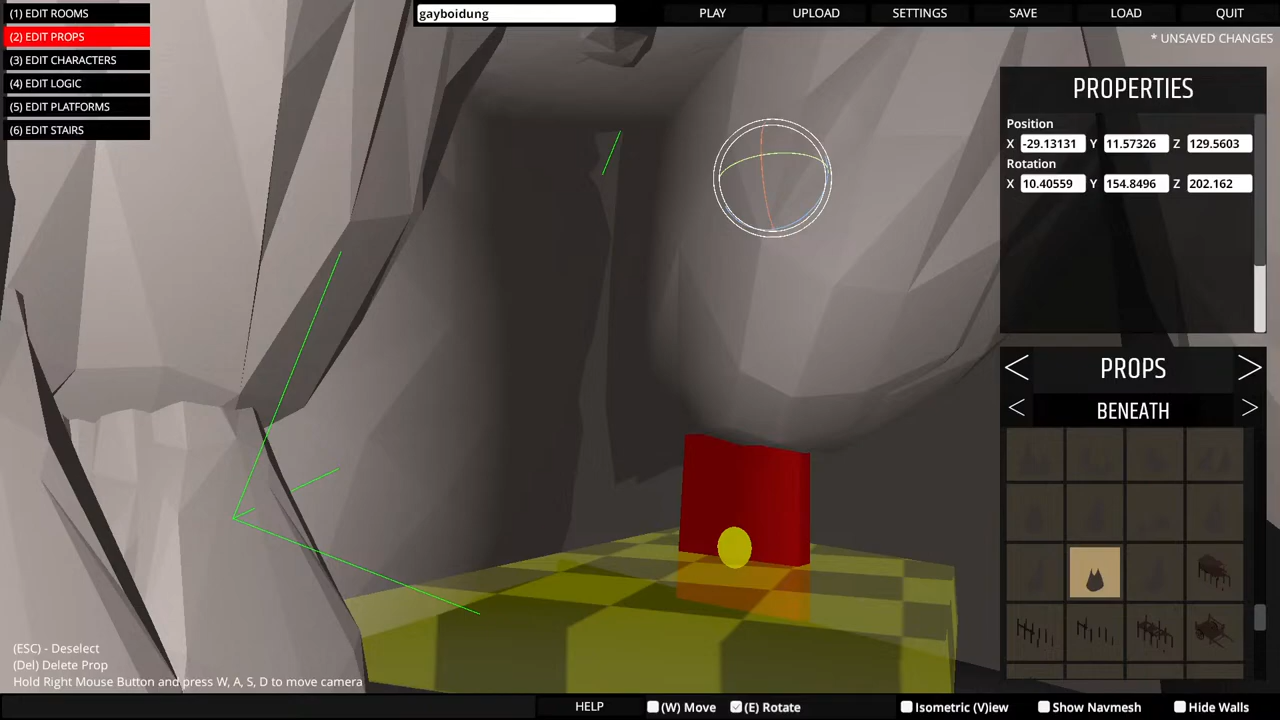 (1) EDIT ROOMS
(2) EDIT PROPS
(3) EDIT CHARACTERS
(4) EDIT LOGIC
(5) EDIT PLATFORMS
(6) EDIT STAIRS
gayboidung
PLAY UPLOAD SETTINGS SAVE LOAD QUIT
* UNSAVED CHANGES
PROPERTIES
Position
X -29.13131 Y 11.57326 Z 129.5603
Rotation
X 10.40559 Y 154.8496 Z 202.162
< PROPS >
< BENEATH >
(ESC) - Deselect
(Del) Delete Prop
Hold Right Mouse Button and press W, A, S, D to move camera
HELP (W) Move (E) Rotate Isometric (V)iew Show Navmesh Hide Walls